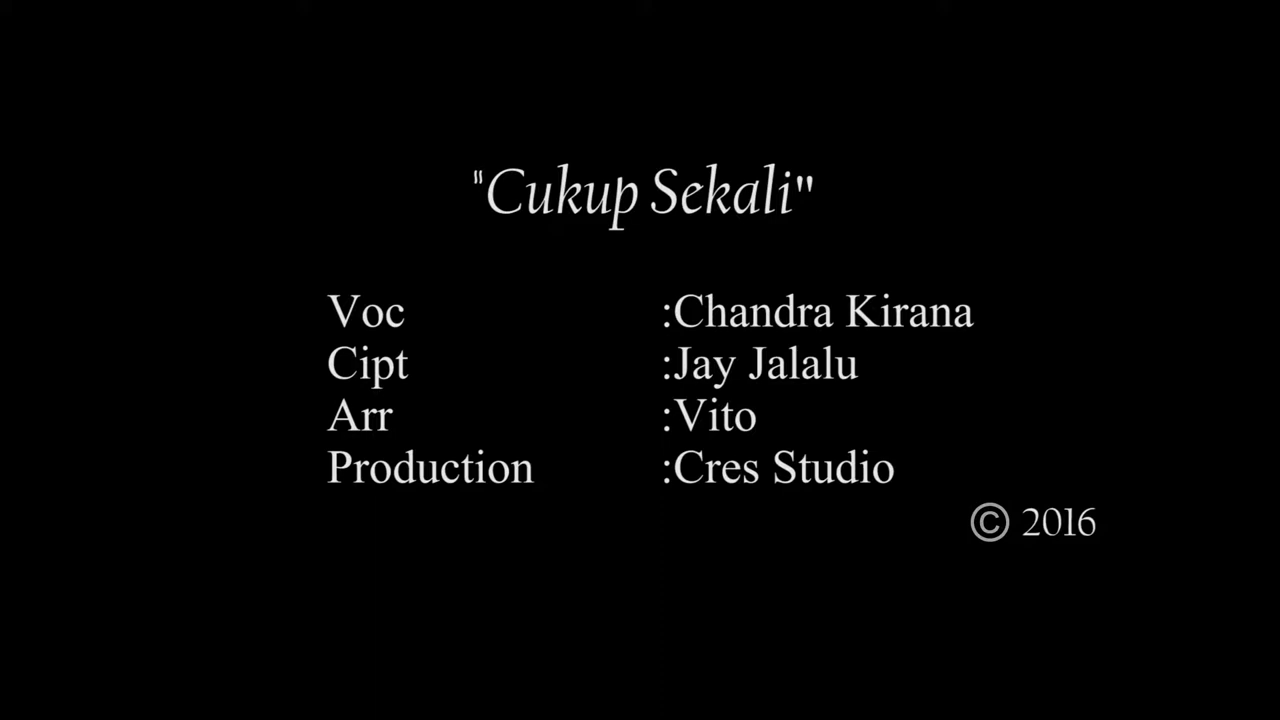 "Cukup Sekali"
Voc :Chandra Kirana
Cipt :Jay Jalalu
Arr :Vito
Production :Cres Studio
© 2016